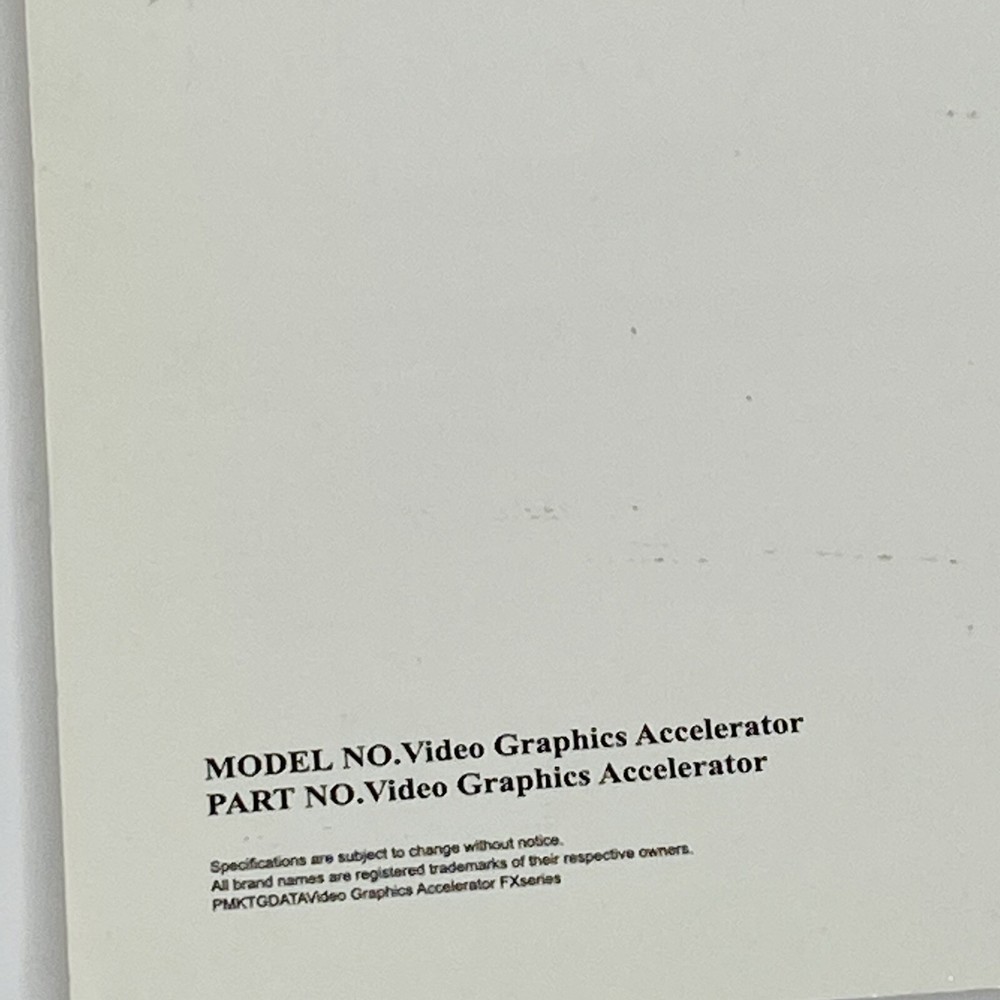 MODEL NO.Video Graphics Accelerator
PART NO.Video Graphics Accelerator
Specifications are subject to change without notice.
All brand names are registered trademarks of their respective owners.
PMKTGDATAVideo Graphics Accelerator FXseries